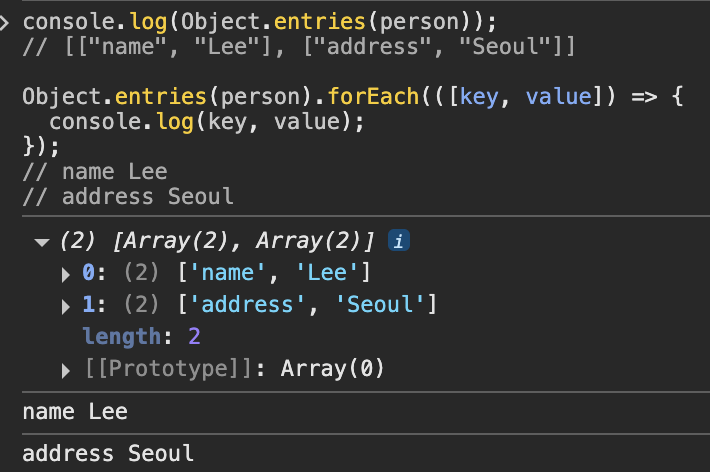 console.log(Object.entries(person));
// [["name", "Lee"], ["address", "Seoul"]]
Object.entries(person).forEach(([key, value]) => {
  console.log(key, value);
});
// name Lee
// address Seoul
(2) [Array(2), Array(2)] i
0: (2) ['name', 'Lee']
1: (2) ['address', 'Seoul']
length: 2
[[Prototype]]: Array(0)
name Lee
address Seoul